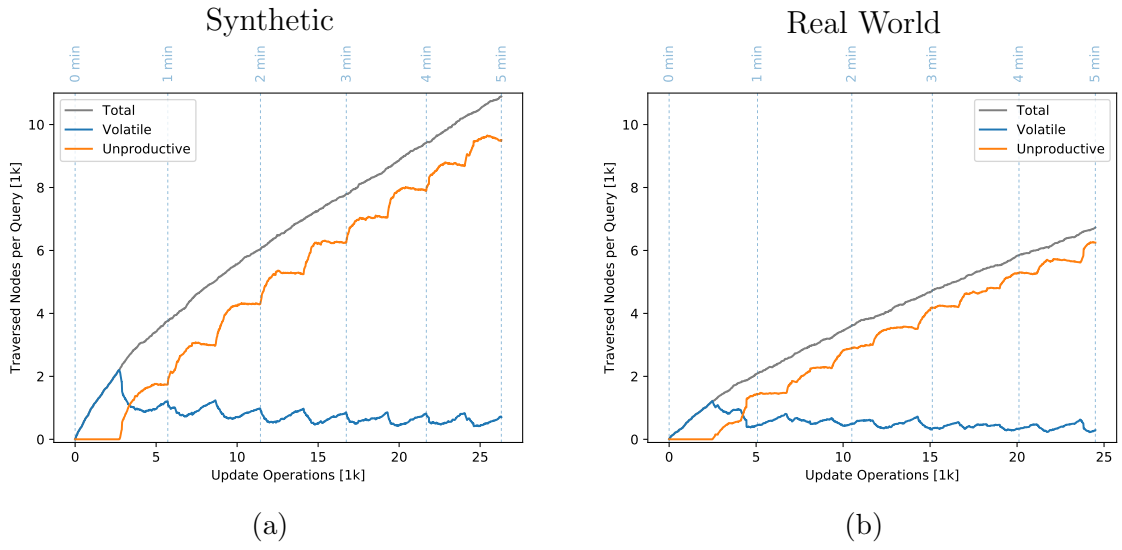 Synthetic
0 min
1 min
2 min
3 min
4 min
5 min
Total
Volatile
Unproductive
Traversed Nodes per Query [1k]
10
8
6
4
2
0
0
5
10
15
20
25
Update Operations [1k]
(a)
Real World
0 min
1 min
2 min
3 min
4 min
5 min
Total
Volatile
Unproductive
Traversed Nodes per Query [1k]
10
8
6
4
2
0
0
5
10
15
20
25
Update Operations [1k]
(b)